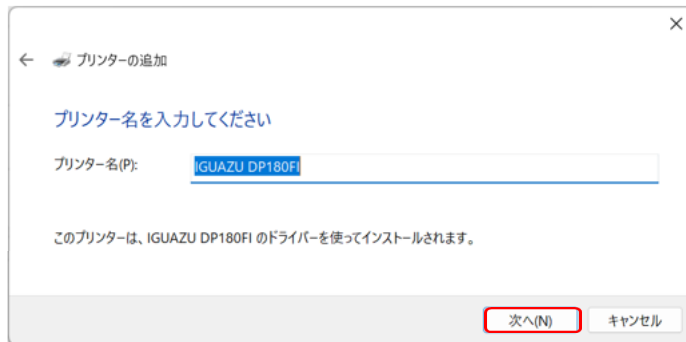 プリンターの追加
プリンター名を入力してください
プリンター名(P):
IGUAZU DP180FI
このプリンターは、IGUAZU DP180FI のドライバーを使ってインストールされます。
次へ(N)
キャンセル